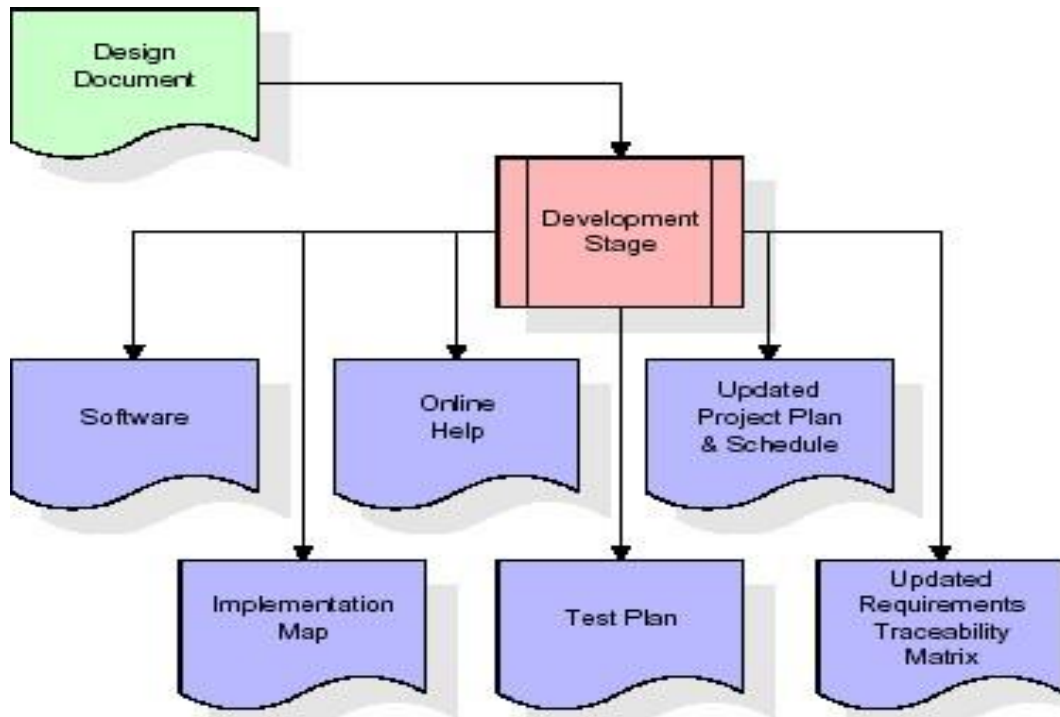 Design
Document
Development
Stage
Software
Online
Help
Updated
Project Plan
& Schedule
Implementation
Map
Test Plan
Updated
Requirements
Traceability
Matrix